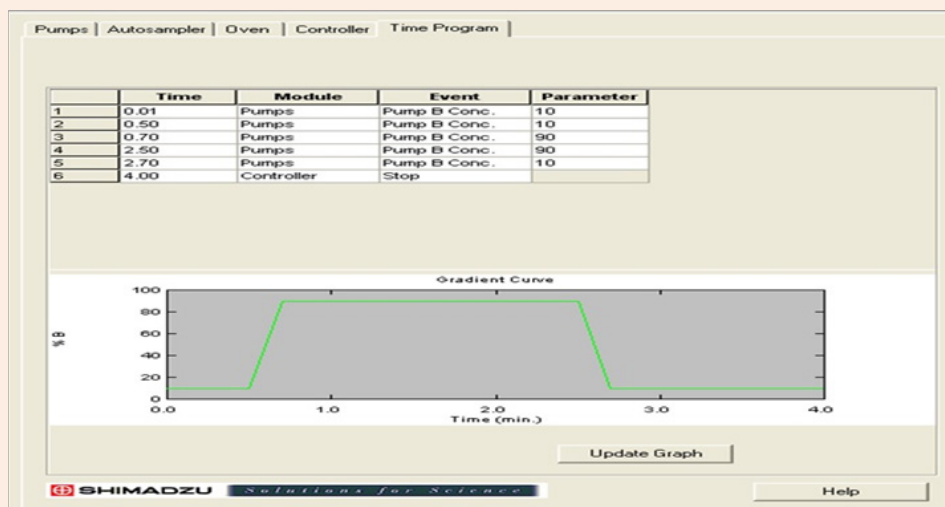 Pumps | Autosampler | Oven | Controller Time Program |
Time Module Event Parameter
1 0.01 Pumps Pump B Conc. 10
2 0.50 Pumps Pump B Conc. 10
3 0.70 Pumps Pump B Conc. 90
4 2.50 Pumps Pump B Conc. 90
5 2.70 Pumps Pump B Conc. 10
6 4.00 Controller Stop
Gradient Curve
100
80
60
40
20
0
B %
0.0 1.0 2.0 3.0 4.0
Time (min.)
Update Graph
SHIMADZU Solutions for Science
Help